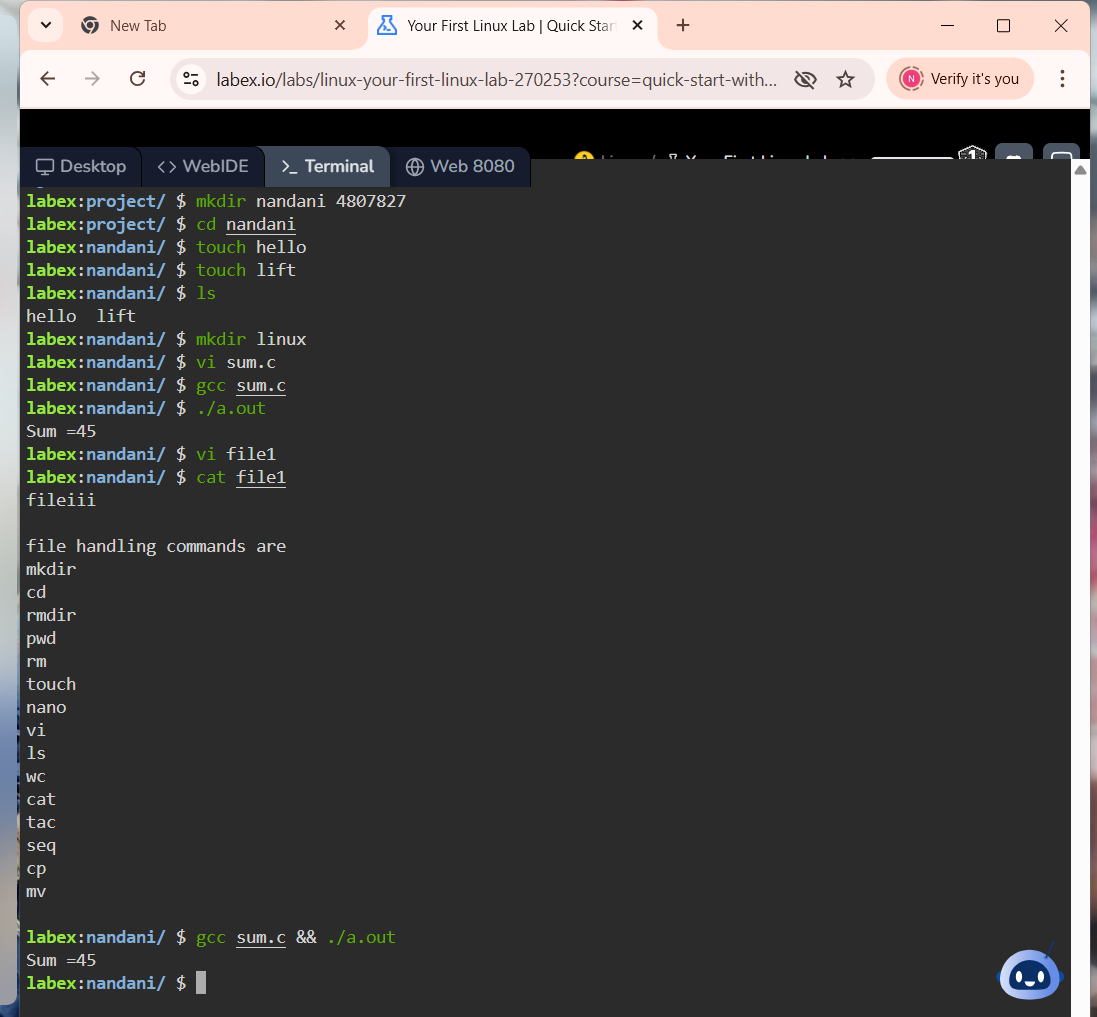 New Tab
Your First Linux Lab | Quick Star
labex.io/labs/linux-your-first-linux-lab-270253?course=quick-start-with...
N
Verify it's you
Desktop
WebIDE
Terminal
Web 8080
labex:project/ $ mkdir nandani 4807827
labex:project/ $ cd nandani
labex:nandani/ $ touch hello
labex:nandani/ $ touch lift
labex:nandani/ $ ls
hello  lift
labex:nandani/ $ mkdir linux
labex:nandani/ $ vi sum.c
labex:nandani/ $ gcc sum.c
labex:nandani/ $ ./a.out
Sum =45
labex:nandani/ $ vi file1
labex:nandani/ $ cat file1
fileiii
file handling commands are
mkdir
cd
rmdir
pwd
rm
touch
nano
vi
ls
wc
cat
tac
seq
cp
mv
labex:nandani/ $ gcc sum.c && ./a.out
Sum =45
labex:nandani/ $